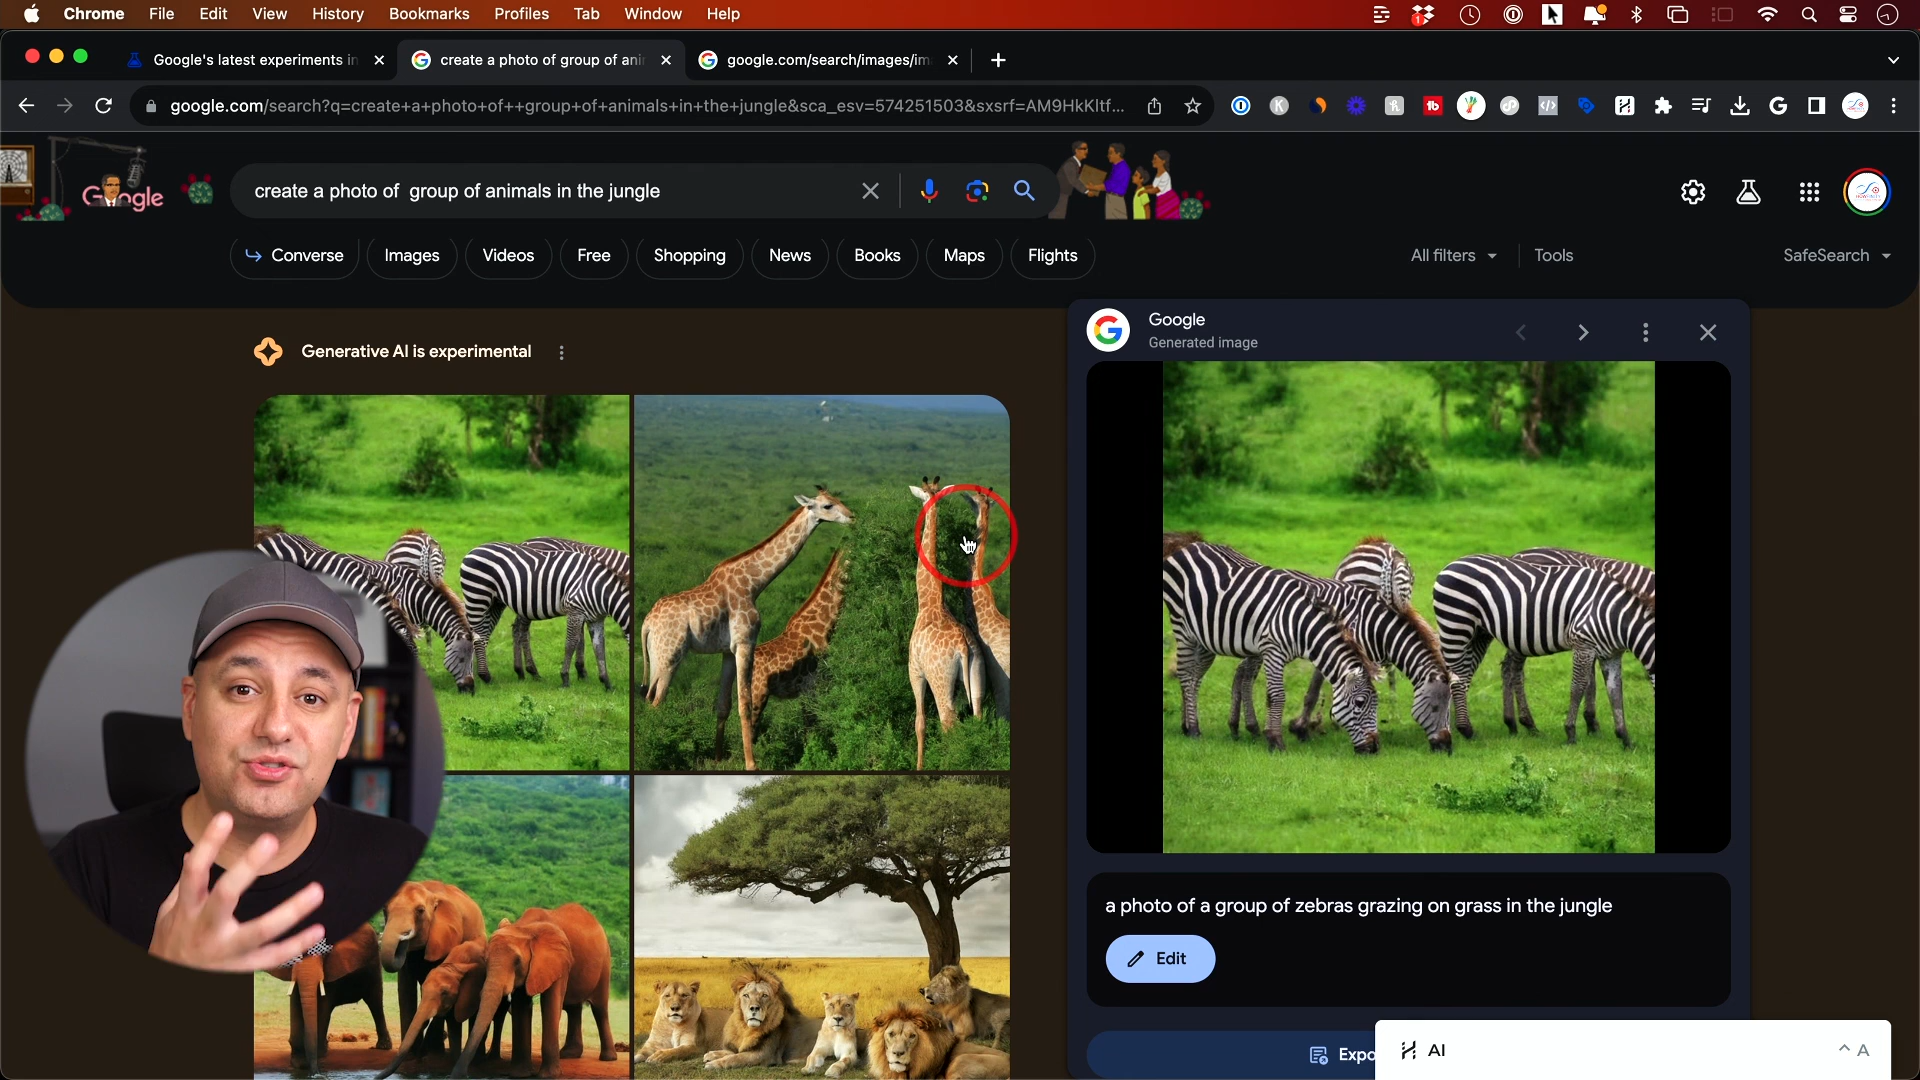 Chrome File Edit View History Bookmarks Profiles Tab Window Help
Google's latest experiments in
create a photo of group of ani
google.com/search/images/im
google.com/search?q=create+a+photo+of++group+of+animals+in+the+jungle&sca_esv=574251503&sxsrf=AM9HkKltf...
Google
create a photo of  group of animals in the jungle
Converse Images Videos Free Shopping News Books Maps Flights
All filters Tools SafeSearch
Generative AI is experimental
Google
Generated image
a photo of a group of zebras grazing on grass in the jungle
Edit
Expo
AI
A